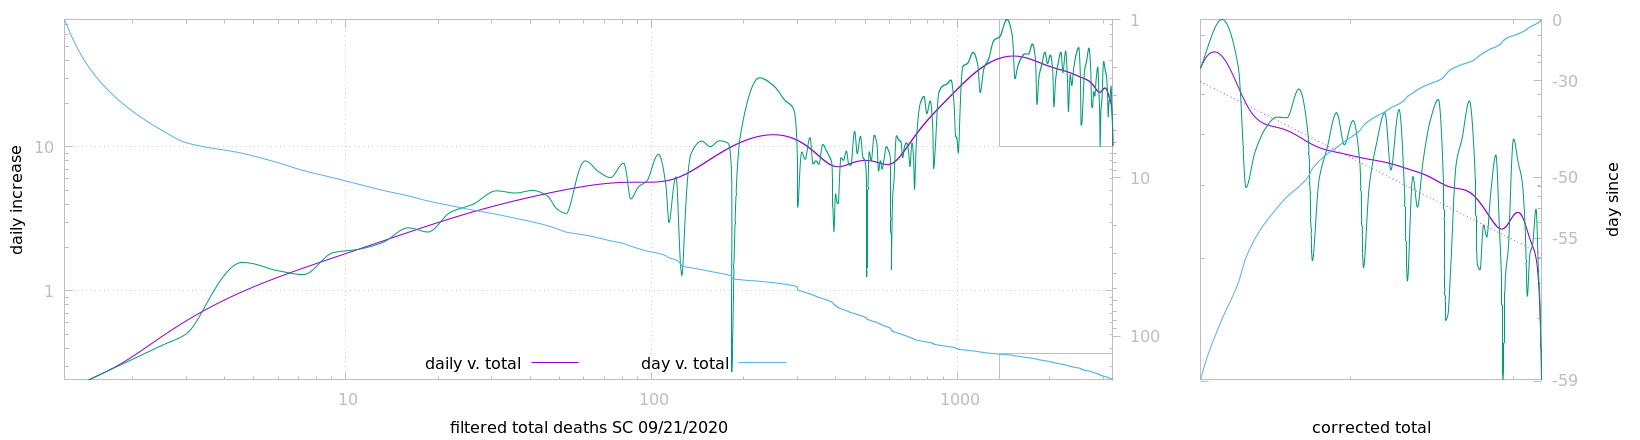 daily increase
10
1
daily v. total
day v. total
10
100
1000
filtered total deaths SC 09/21/2020
1
10
100
0
-30
-50
-55
-59
day since
corrected total